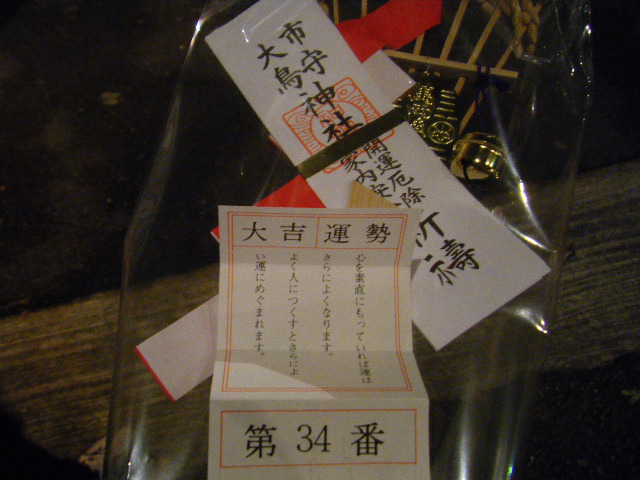 市守
大鳥神社
開運厄除
家内安
祈禱
大吉運勢
心を素直にもっていれば運は
さらによくなります。
よく人につくすとさらによ
い運にめぐまれます。
第34番